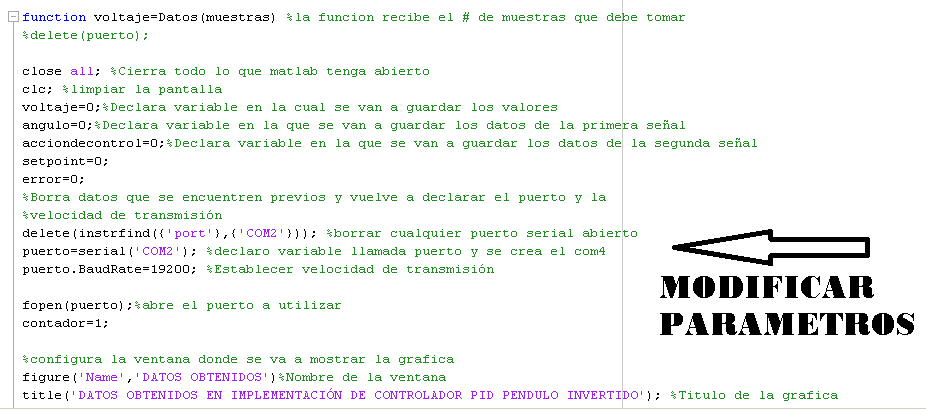 function voltaje=Datos(muestras) %la funcion recibe el # de muestras que debe tomar
%delete(puerto);
close all; %Cierra todo lo que matlab tenga abierto
clc; %limpiar la pantalla
voltaje=0;%Declara variable en la cual se van a guardar los valores
angulo=0;%Declara variable en la que se van a guardar los datos de la primera señal
acciondecontrol=0;%Declara variable en la que se van a guardar los datos de la segunda señal
setpoint=0;
error=0;
%Borra datos que se encuentren previos y vuelve a declarar el puerto y la
%velocidad de transmisión
delete(instrfind({'port'},{'COM2'})); %borrar cualquier puerto serial abierto
puerto=serial('COM2'); %declaro variable llamada puerto y se crea el com4
puerto.BaudRate=19200; %Establecer velocidad de transmisión
MODIFICAR
PARAMETROS
fopen(puerto);%abre el puerto a utilizar
contador=1;
%configura la ventana donde se va a mostrar la grafica
figure('Name','DATOS OBTENIDOS')%Nombre de la ventana
title('DATOS OBTENIDOS EN IMPLEMENTACIÓN DE CONTROLADOR PID PENDULO INVERTIDO'); %Titulo de la grafica